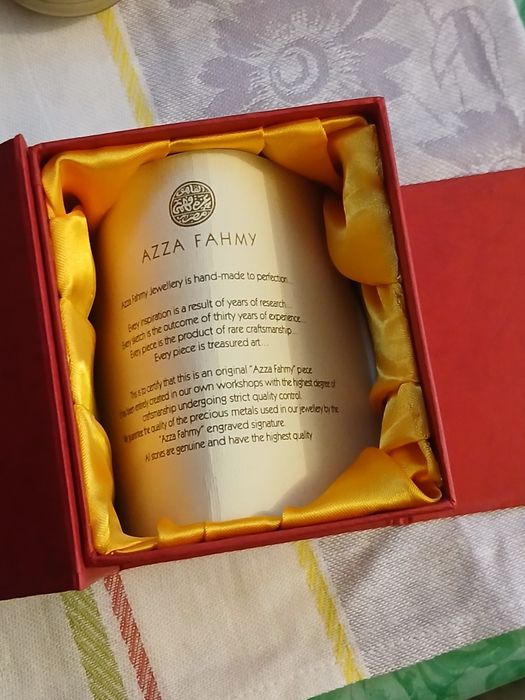 AZZA FAHMY
Azza Fahmy Jewellery is hand-made to perfection...
Every inspiration is a result of years of research...
Every sketch is the outcome of thirty years of experience...
Every piece is the product of rare craftsmanship...
Every piece is treasured art...
This is to certify that this is an original "Azza Fahmy" piece
has been entirely created in our own workshops with the highest degree of
craftsmanship undergoing strict quality control.
We guarantee the quality of the precious metals used in our jewellery by the
"Azza Fahmy" engraved signature.
All stones are genuine and have the highest quality